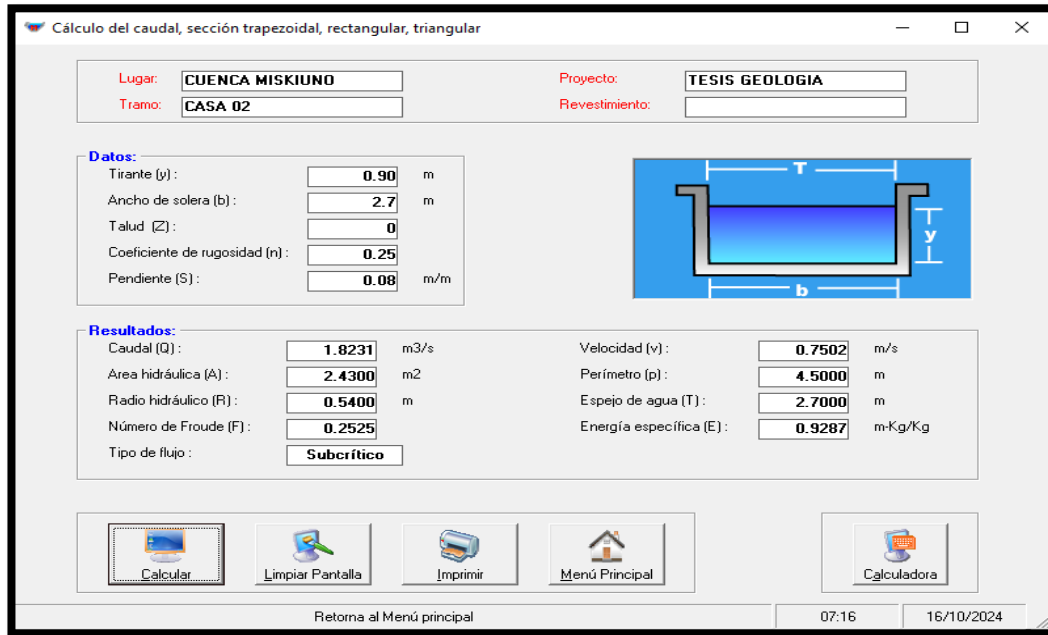 Cálculo del caudal, sección trapezoidal, rectangular, triangular
Lugar: CUENCA MISKIUNO Proyecto: TESIS GEOLOGIA
Tramo: CASA 02 Revestimiento:
Datos:
Tirante (y) : 0.90 m
Ancho de solera (b) : 2.7 m
Talud (Z) : 0
Coeficiente de rugosidad (n) : 0.25
Pendiente (S) : 0.08 m/m
T
y
b
Resultados:
Caudal (Q) : 1.8231 m3/s Velocidad (v) : 0.7502 m/s
Area hidráulica (A) : 2.4300 m2 Perímetro (p) : 4.5000 m
Radio hidráulico (R) : 0.5400 m Espejo de agua (T) : 2.7000 m
Número de Froude (F) : 0.2525 Energía específica (E) : 0.9287 m-Kg/Kg
Tipo de flujo : Subcrítico
Calcular Limpiar Pantalla Imprimir Menú Principal Calculadora
Retorna al Menú principal 07:16 16/10/2024